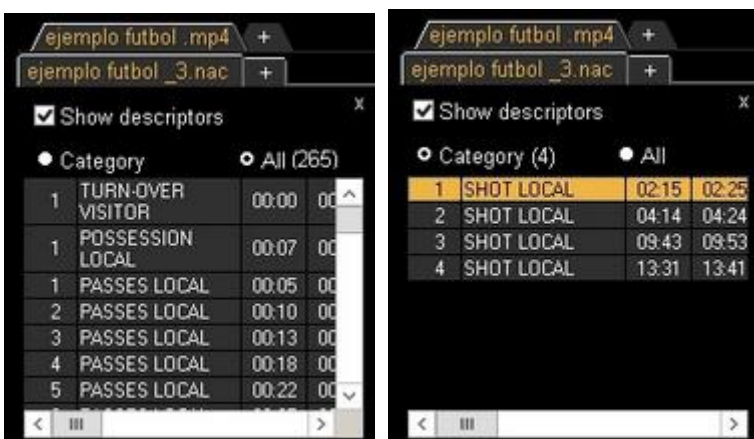 ejemplo futbol .mp4 +
ejemplo futbol _3.nac +
x
Show descriptors
Category All (265)
1 TURN-OVER VISITOR 00:00
1 POSSESSION LOCAL 00:07
1 PASSES LOCAL 00:05
2 PASSES LOCAL 00:10
3 PASSES LOCAL 00:13
4 PASSES LOCAL 00:18
5 PASSES LOCAL 00:22
ejemplo futbol .mp4 +
ejemplo futbol _3.nac +
x
Show descriptors
Category (4) All
1 SHOT LOCAL 02:15 02:25
2 SHOT LOCAL 04:14 04:24
3 SHOT LOCAL 09:43 09:53
4 SHOT LOCAL 13:31 13:41